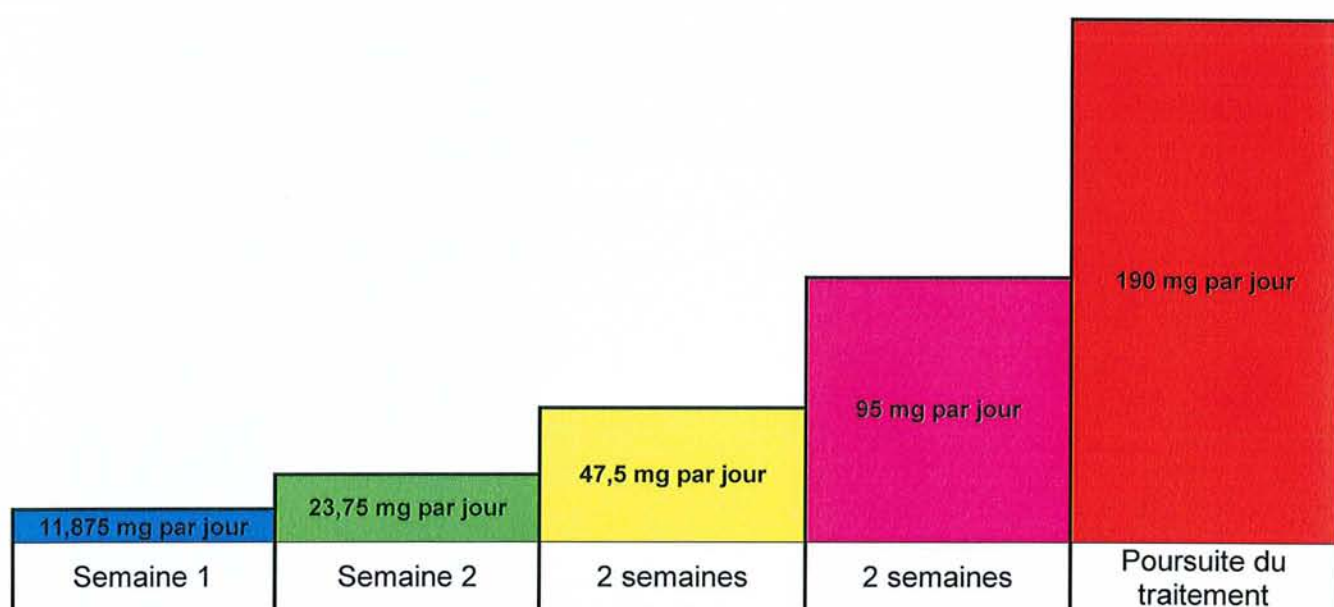 190 mg par jour
95 mg par jour
47,5 mg par jour
23,75 mg par jour
11,875 mg par jour
Semaine 1
Semaine 2
2 semaines
2 semaines
Poursuite du
traitement